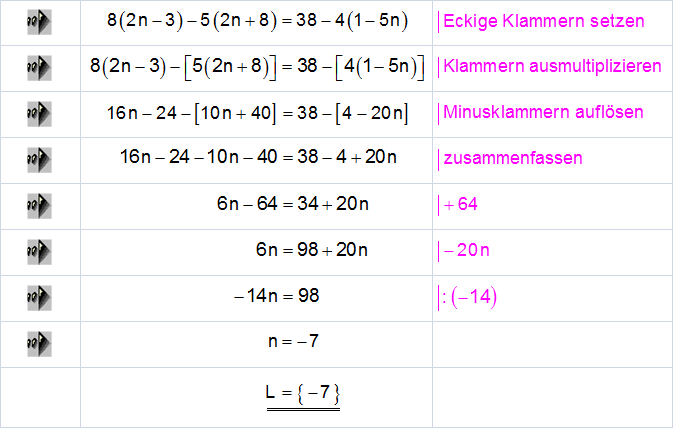 8(2n−3)−5(2n+8)=38−4(1−5n) |Eckige Klammern setzen
8(2n−3)−[5(2n+8)]=38−[4(1−5n)] |Klammern ausmultiplizieren
16n−24−[10n+40]=38−[4−20n] |Minusklammern auflösen
16n−24−10n−40=38−4+20n |zusammenfassen
6n−64=34+20n |+64
6n=98+20n |−20n
−14n=98 |:(−14)
n=−7
L={−7}